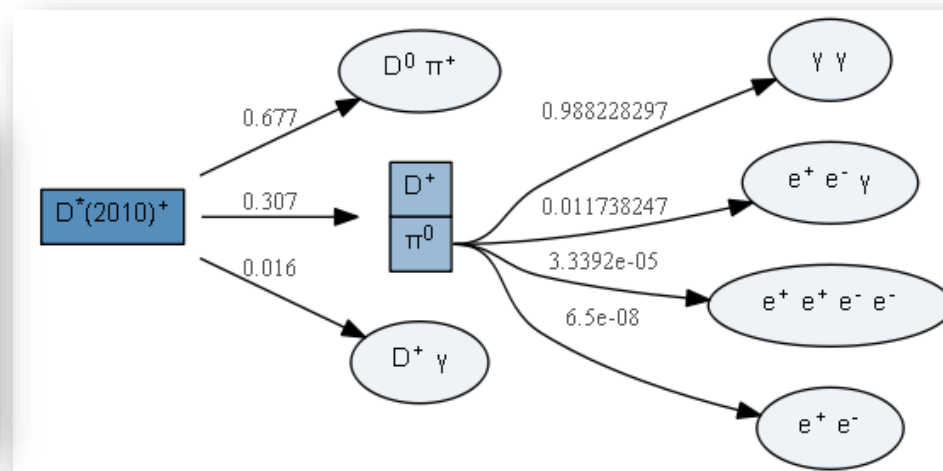 D⁰ π⁺
0.677
D*(2010)⁺
0.307
0.016
D⁺
π⁰
D⁺ γ
0.988228297
0.011738247
3.3392e-05
6.5e-08
γ γ
e⁺ e⁻ γ
e⁺ e⁺ e⁻ e⁻
e⁺ e⁻